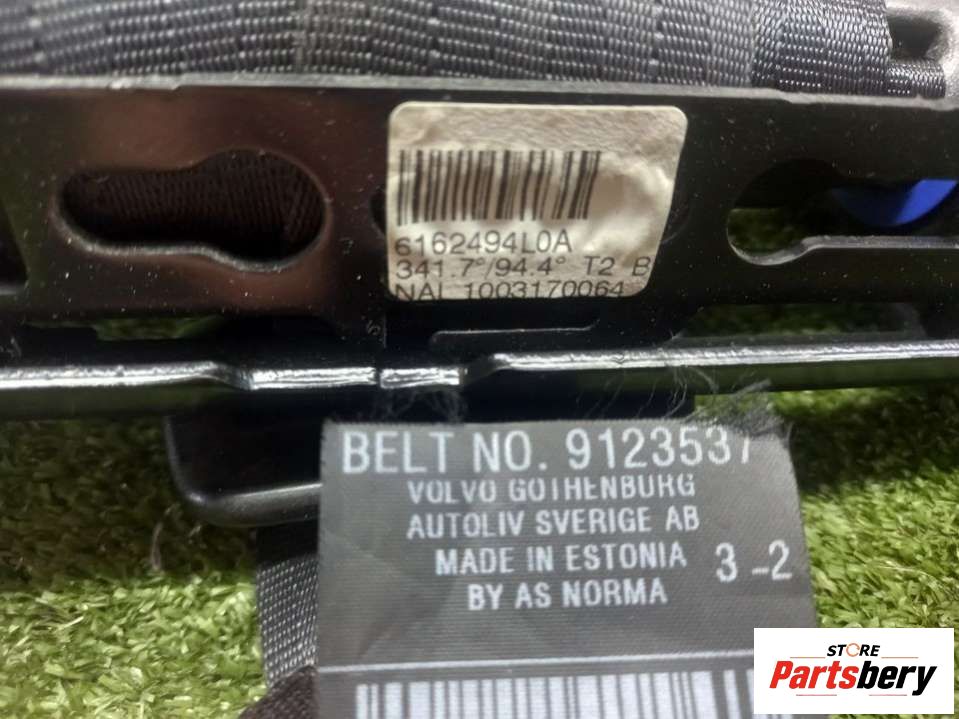 6162494L0A
341.7°/94.4° T2 B
NAL 1003170064
BELT NO. 9123537
VOLVO GOTHENBURG
AUTOLIV SVERIGE AB
MADE IN ESTONIA 3-2
BY AS NORMA
STORE
Partsbery